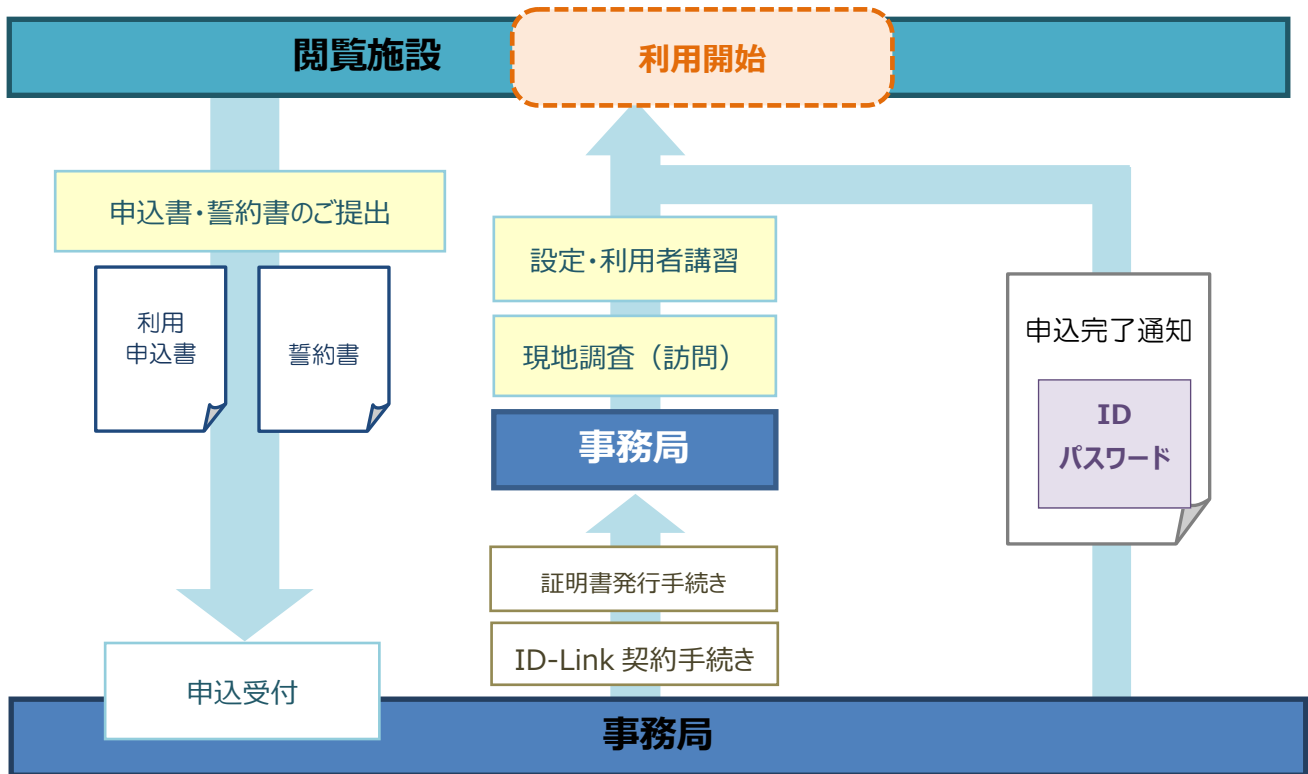 閲覧施設
利用開始
申込書・誓約書のご提出
利用
申込書
誓約書
申込受付
設定・利用者講習
現地調査（訪問）
事務局
証明書発行手続き
ID-Link 契約手続き
申込完了通知
ID
パスワード
事務局